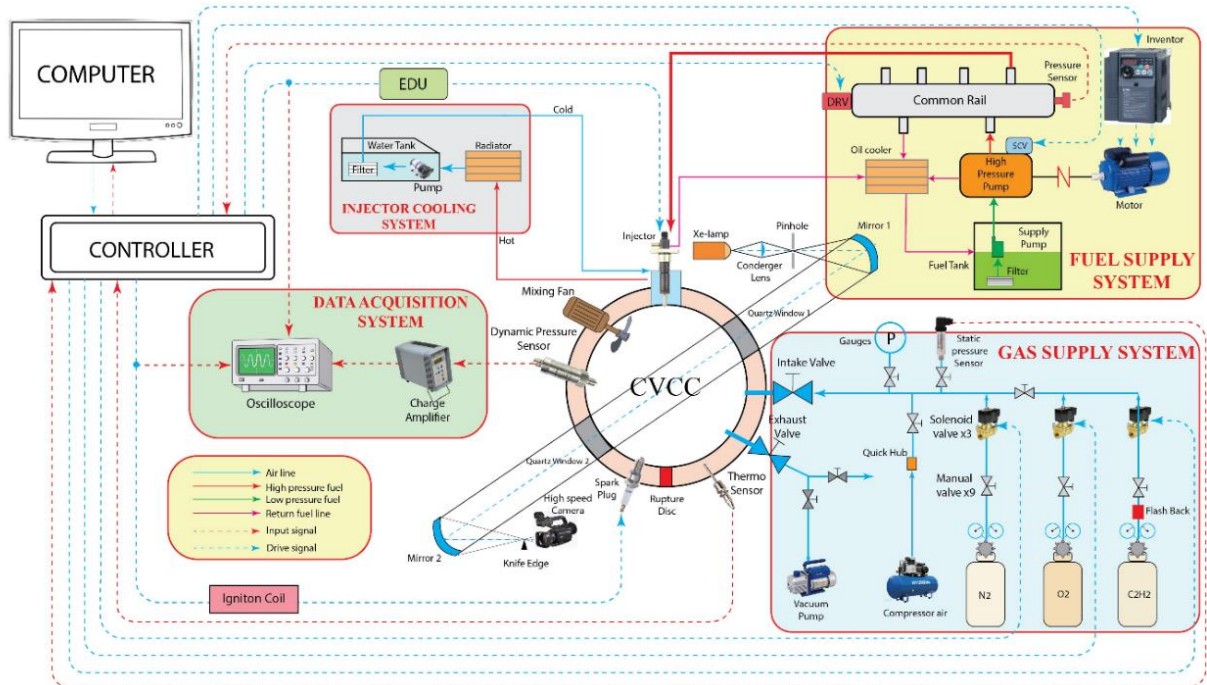 COMPUTER
CONTROLLER
EDU
Cold
Water Tank
Radiator
Filter
Pump
INJECTOR COOLING
SYSTEM
Hot
Injector
DATA ACQUISITION
SYSTEM
Oscilloscope
Charge
Amplifier
Mixing Fan
Dynamic Pressure
Sensor
CVCC
Xe-lamp
Pinhole
Conderger
Lens
Mirror 1
Quartz Window 1
Quartz Window 2
Mirror 2
High speed
Camera
Knife Edge
Spark
Plug
Rupture
Disc
Thermo
Sensor
Inventor
Pressure
Sensor
DRV
Common Rail
Oil cooler
SCV
High
Pressure
Pump
Motor
Supply
Pump
Fuel Tank
Filter
FUEL SUPPLY
SYSTEM
GAS SUPPLY SYSTEM
Gauges
P
Static
pressure
Sensor
Intake Valve
Exhaust
Valve
Solenoid
valve x3
Quick Hub
Manual
valve x9
Flash Back
Vacuum
Pump
Compressor air
N2
O2
C2H2
Air line
High pressure fuel
Low pressure fuel
Return fuel line
Input signal
Drive signal
Igniton Coil